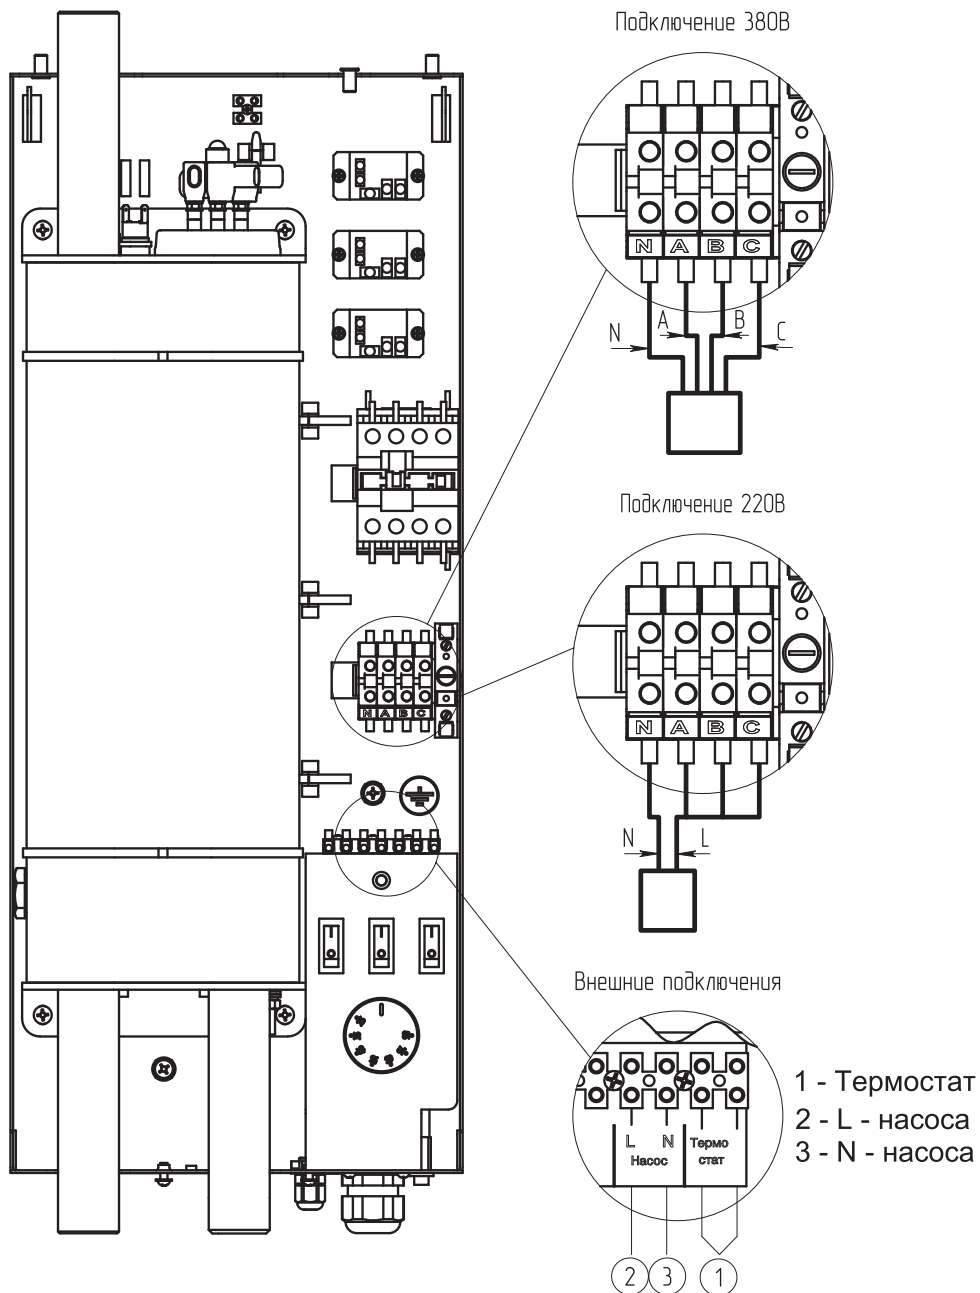 Подключение 380В
N A B C
N A B C
Подключение 220В
N A B C
N A B C
N L
Внешние подключения
L N Термо
Насос стат
1 - Термостат
2 - L - насоса
3 - N - насоса
2 3 1